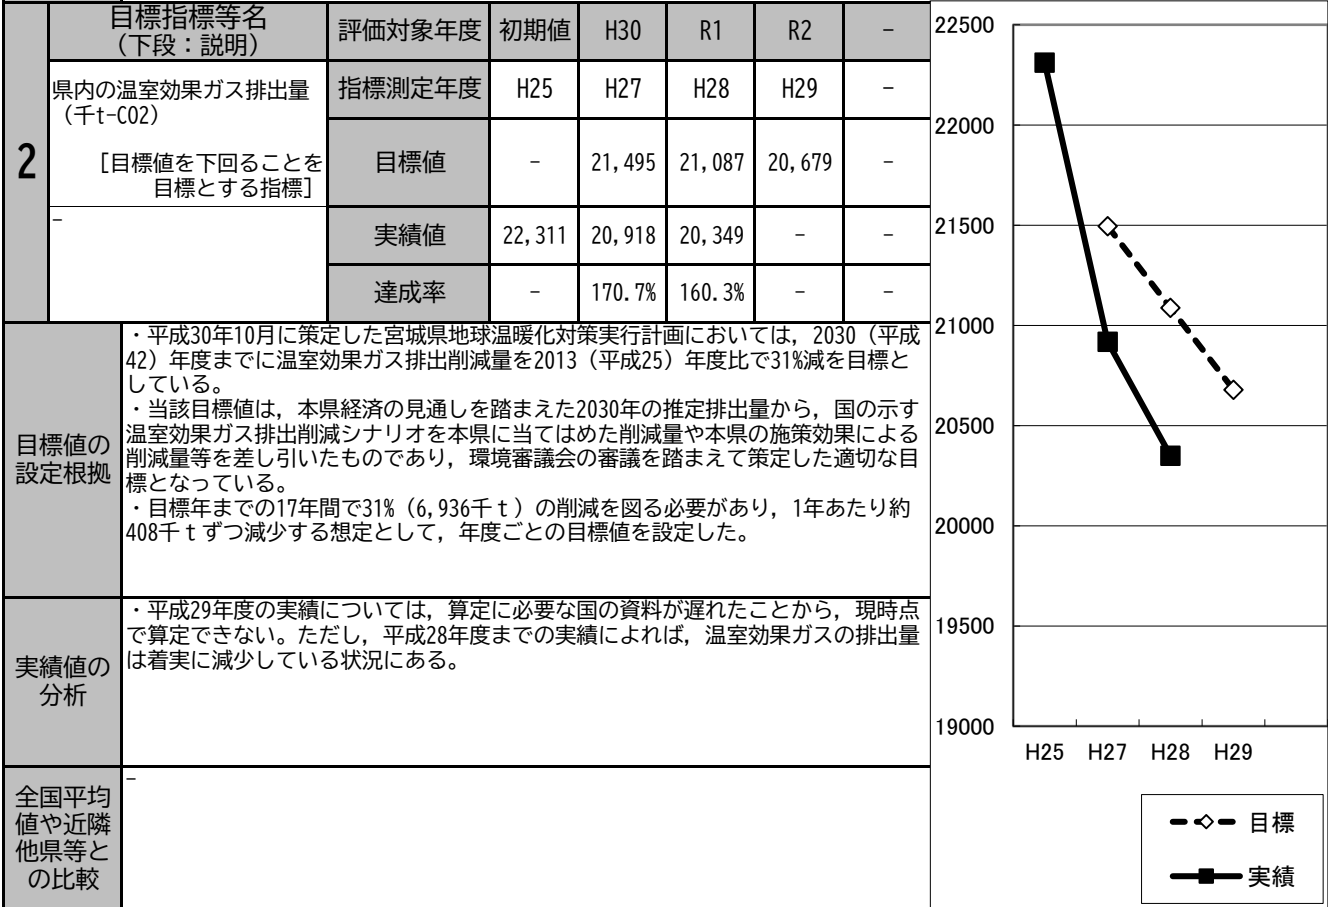 2
目標指標等名
（下段：説明）
評価対象年度 初期値 H30 R1 R2 -
県内の温室効果ガス排出量
（千t-CO2）
[目標値を下回ることを
目標とする指標]
-
指標測定年度 H25 H27 H28 H29 -
目標値 - 21,495 21,087 20,679 -
実績値 22,311 20,918 20,349 - -
達成率 - 170.7% 160.3% - -
目標値の
設定根拠
・平成30年10月に策定した宮城県地球温暖化対策実行計画においては，2030（平成
42）年度までに温室効果ガス排出削減量を2013（平成25）年度比で31%減を目標と
している。
・当該目標値は，本県経済の見通しを踏まえた2030年の推定排出量から，国の示す
温室効果ガス排出削減シナリオを本県に当てはめた削減量や本県の施策効果による
削減量等を差し引いたものであり，環境審議会の審議を踏まえて策定した適切な目
標となっている。
・目標年までの17年間で31%（6,936千ｔ）の削減を図る必要があり，1年あたり約
408千ｔずつ減少する想定として，年度ごとの目標値を設定した。
実績値の
分析
・平成29年度の実績については，算定に必要な国の資料が遅れたことから，現時点
で算定できない。ただし，平成28年度までの実績によれば，温室効果ガスの排出量
は着実に減少している状況にある。
全国平均
値や近隣
他県等と
の比較
-
22500
22000
21500
21000
20500
20000
19500
19000
H25 H27 H28 H29
目標
実績